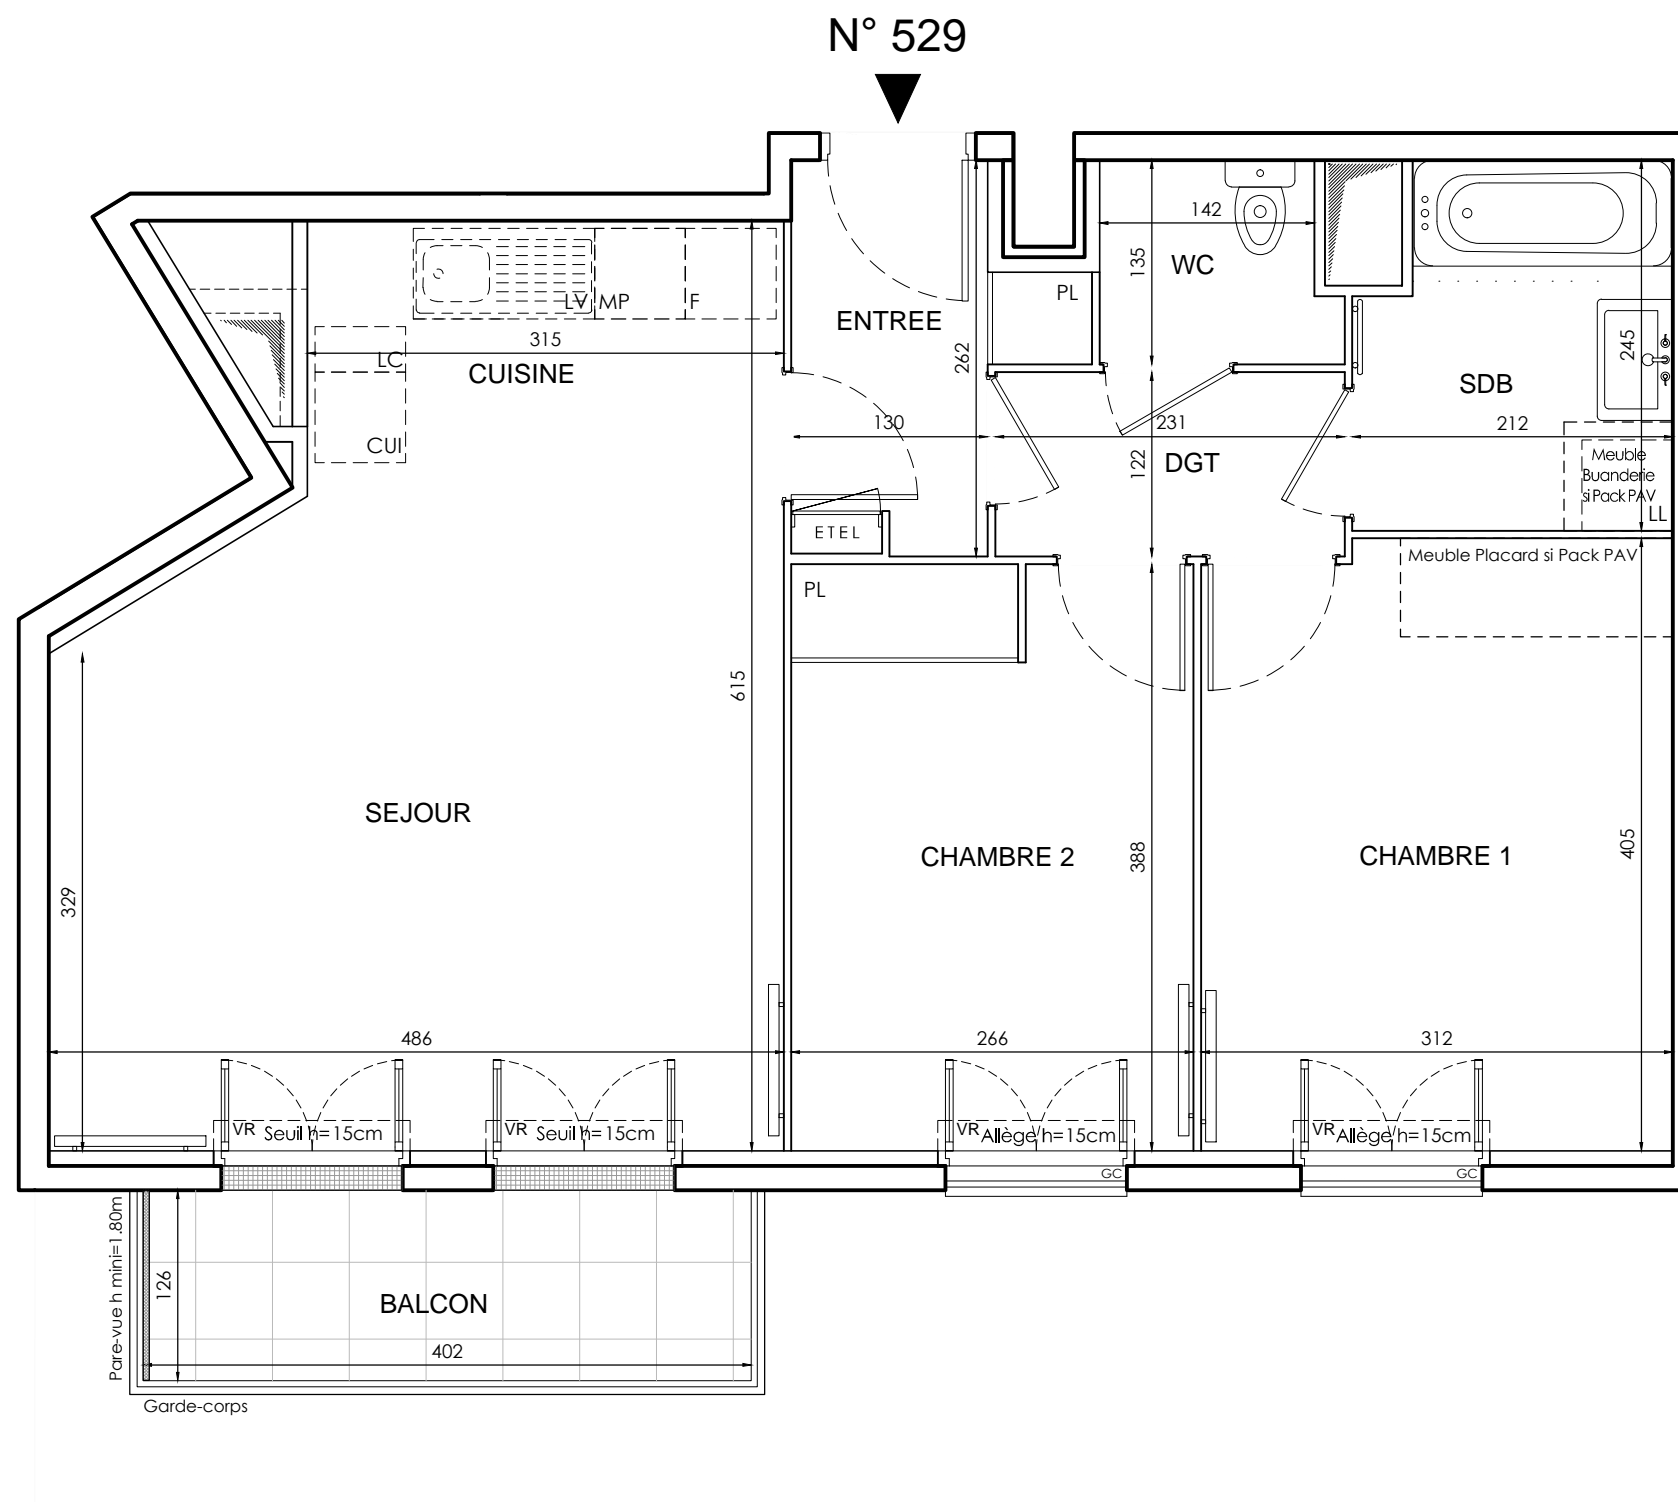 N° 529
142
135
WC
PL
ENTREE
262
LV
MP
F
315
LC
CUISINE
CUI
245
SDB
130
231
212
122
DGT
Meuble
Buanderie
si Pack PAV
LL
ETEL
Meuble Placard si Pack PAV
PL
615
SEJOUR
CHAMBRE 2
388
CHAMBRE 1
405
329
486
266
312
VR
Seuil h=15cm
VR
Seuil h=15cm
VR
Allège h=15cm
VR
Allège h=15cm
GC
GC
Pare-vue h mini=1.80m
126
BALCON
402
Garde-corps